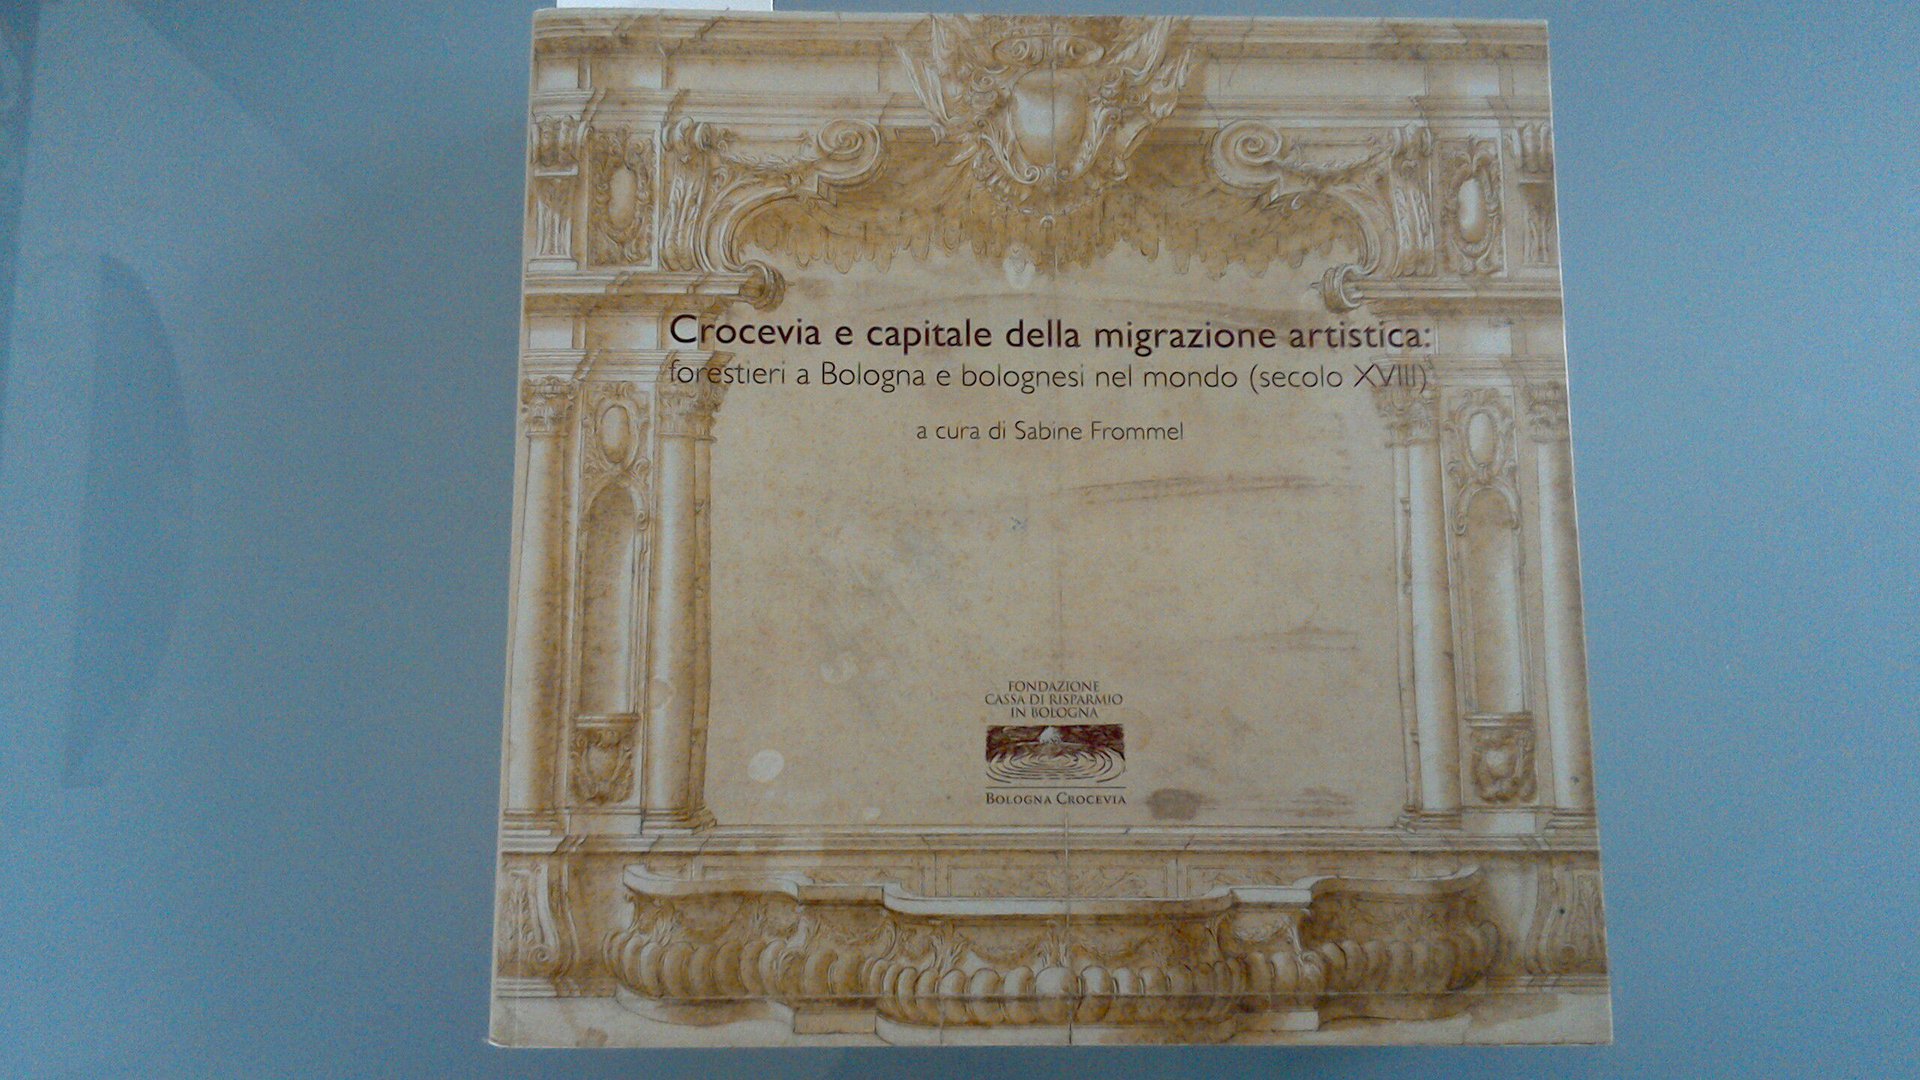 Crocevia e capitale della migrazione artistica:
forestieri a Bologna e bolognesi nel mondo (secolo XVIII)
a cura di Sabine Frommel
FONDAZIONE
CASSA DI RISPARMIO
IN BOLOGNA
BOLOGNA CROCEVIA